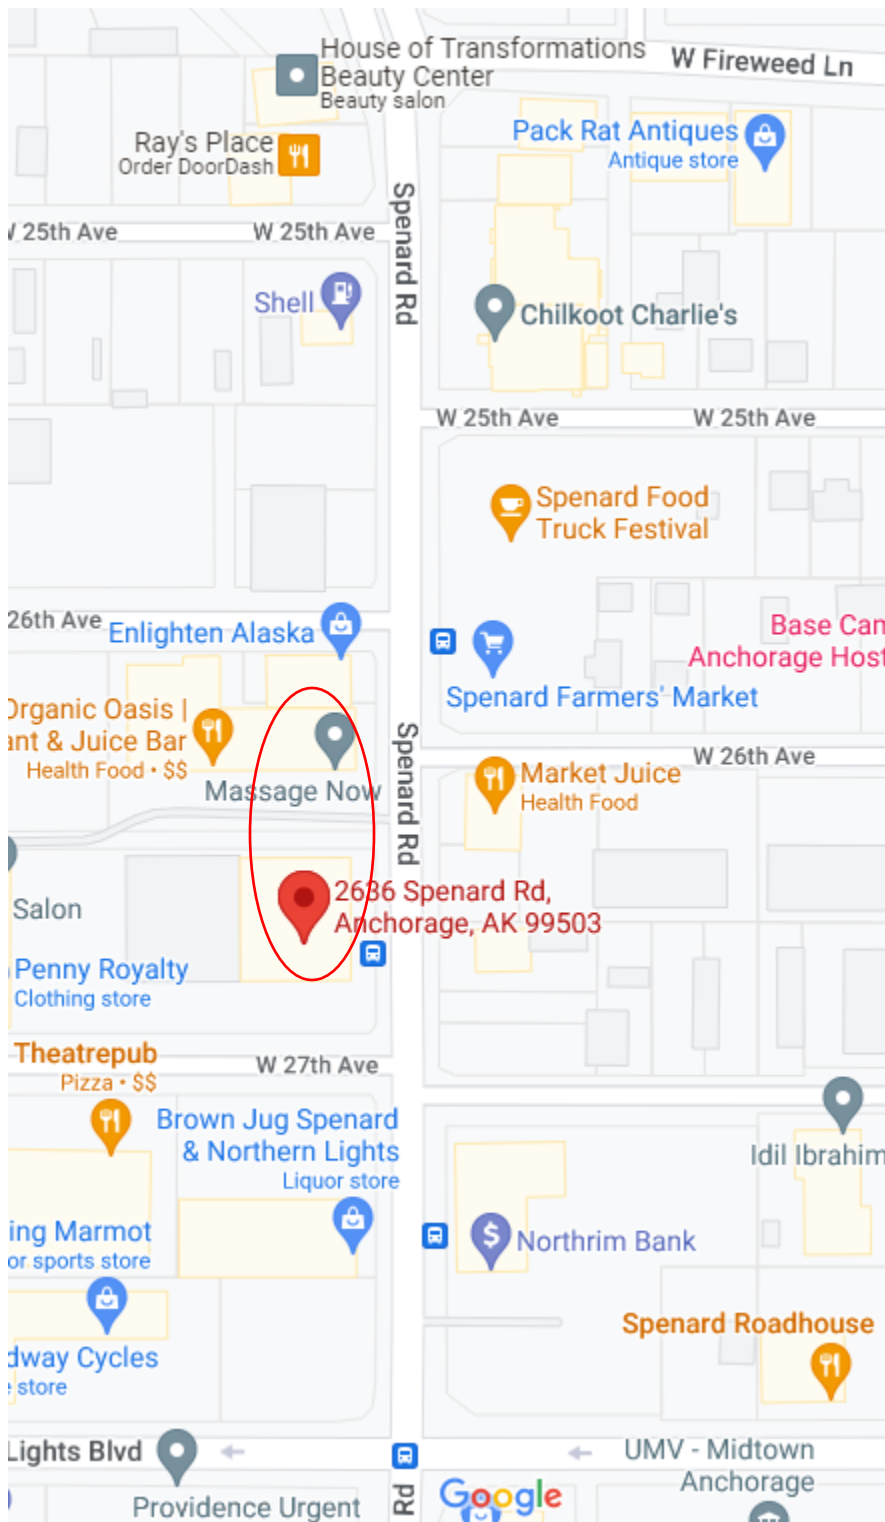 House of Transformations
Beauty Center
Beauty salon
W Fireweed Ln
Pack Rat Antiques
Antique store
Ray's Place
Order DoorDash
Spenard Rd
W 25th Ave
W 25th Ave
Shell
Chilkoot Charlie's
W 25th Ave
W 25th Ave
Spenard Food
Truck Festival
26th Ave
Enlighten Alaska
Base Cam
Anchorage Host
Spenard Farmers' Market
Organic Oasis |
ant & Juice Bar
Health Food • $$
Spenard Rd
W 26th Ave
Market Juice
Health Food
Massage Now
2636 Spenard Rd,
Anchorage, AK 99503
Salon
Penny Royalty
Clothing store
Theatrepub
Pizza • $$
W 27th Ave
Brown Jug Spenard
& Northern Lights
Liquor store
Idil Ibrahim
ing Marmot
or sports store
$
Northrim Bank
Spenard Roadhouse
dway Cycles
store
Lights Blvd
UMV - Midtown
Anchorage
Providence Urgent
Rd
Google